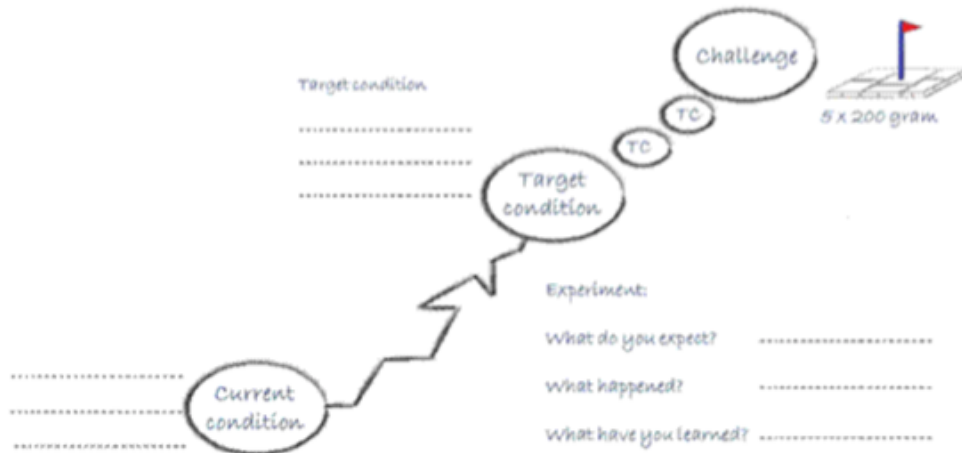 Challenge
5 x 200 gram
TC
TC
Target condition
Target
condition
Experiment:
What do you expect?
What happened?
What have you learned?
Current
condition